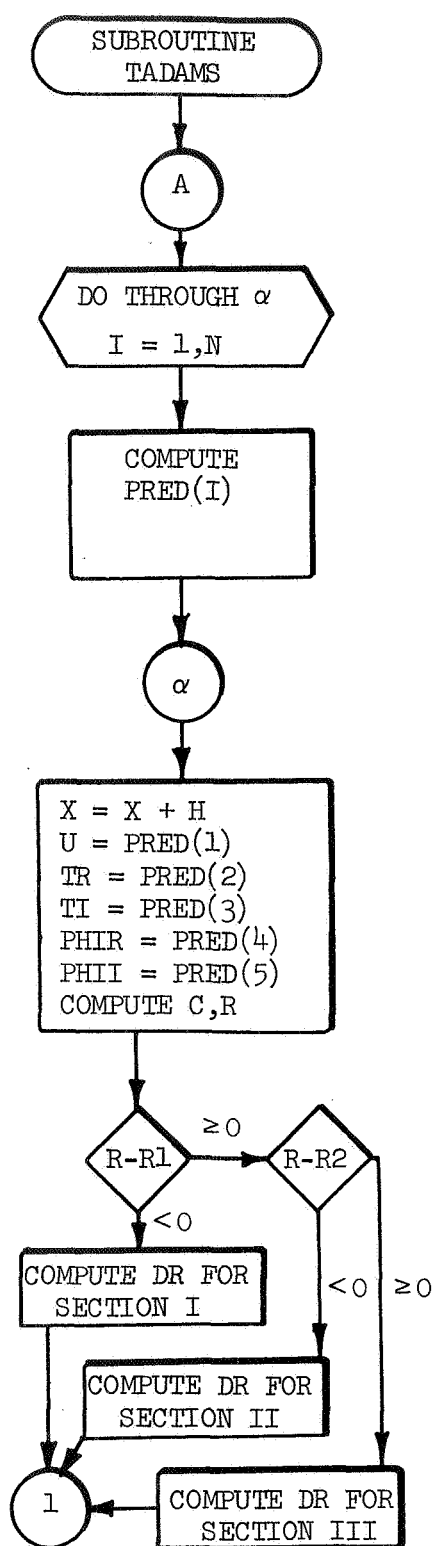 SUBROUTINE
TADAMS
A
DO THROUGH α
I = 1,N
COMPUTE
PRED(I)
α
X = X + H
U = PRED(1)
TR = PRED(2)
TI = PRED(3)
PHIR = PRED(4)
PHII = PRED(5)
COMPUTE C,R
R-R1
≥0
R-R2
<0
COMPUTE DR FOR
SECTION I
<0
≥0
COMPUTE DR FOR
SECTION II
1
COMPUTE DR FOR
SECTION III